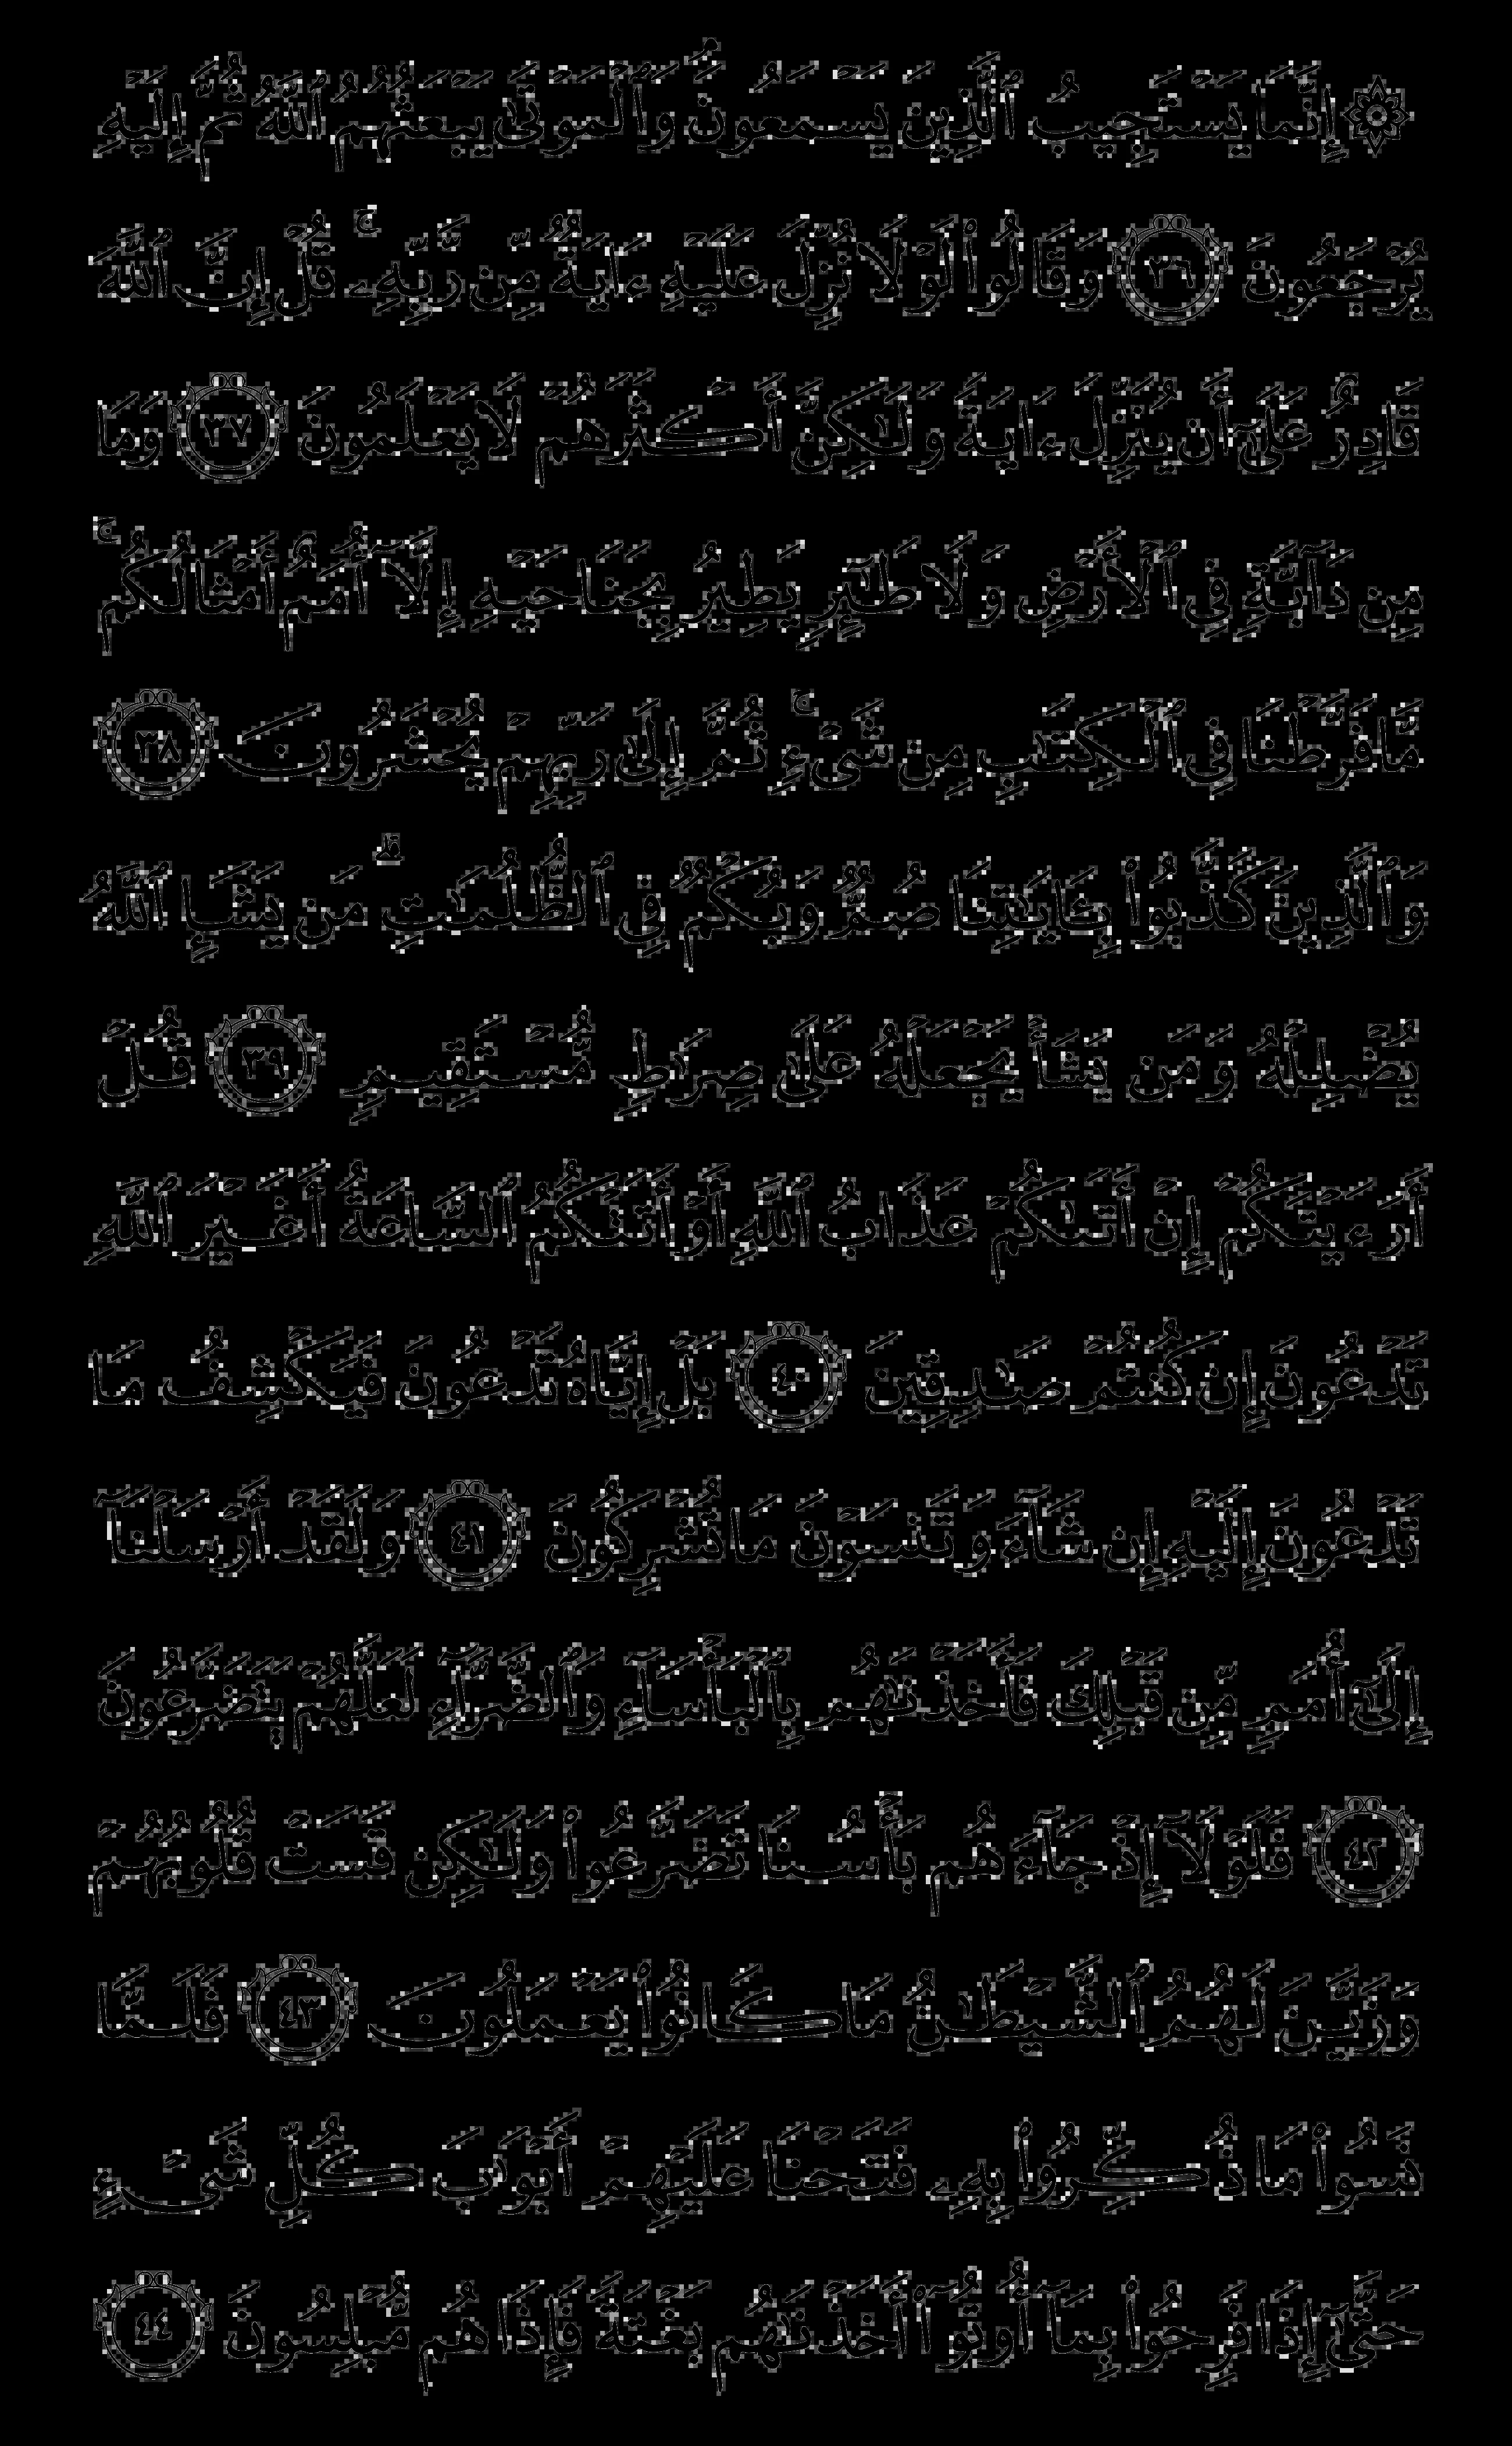 ۞ إِنَّمَا يَسْتَجِيبُ ٱلَّذِينَ يَسْمَعُونَۘ وَٱلْمَوْتَىٰ يَبْعَثُهُمُ ٱللَّهُ ثُمَّ إِلَيْهِ
يُرْجَعُونَ ٣٦ وَقَالُوا۟ لَوْلَا نُزِّلَ عَلَيْهِ ءَايَةٌ مِّن رَّبِّهِۦۚ قُلْ إِنَّ ٱللَّهَ
قَادِرٌ عَلَىٰٓ أَن يُنَزِّلَ ءَايَةً وَلَٰكِنَّ أَكْثَرَهُمْ لَا يَعْلَمُونَ ٣٧ وَمَا
مِن دَآبَّةٍ فِى ٱلْأَرْضِ وَلَا طَٰٓئِرٍ يَطِيرُ بِجَنَاحَيْهِ إِلَّآ أُمَمٌ أَمْثَالُكُمۚ
مَّا فَرَّطْنَا فِى ٱلْكِتَٰبِ مِن شَىْءٍۚ ثُمَّ إِلَىٰ رَبِّهِمْ يُحْشَرُونَ ٣٨
وَٱلَّذِينَ كَذَّبُوا۟ بِـَٔايَٰتِنَا صُمٌّ وَبُكْمٌ فِى ٱلظُّلُمَٰتِۗ مَن يَشَإِ ٱللَّهُ
يُضْلِلْهُ وَمَن يَشَأْ يَجْعَلْهُ عَلَىٰ صِرَٰطٍ مُّسْتَقِيمٍ ٣٩ قُلْ
أَرَءَيْتَكُمْ إِنْ أَتَىٰكُمْ عَذَابُ ٱللَّهِ أَوْ أَتَتْكُمُ ٱلسَّاعَةُ أَغَيْرَ ٱللَّهِ
تَدْعُونَ إِن كُنتُمْ صَٰدِقِينَ ٤٠ بَلْ إِيَّاهُ تَدْعُونَ فَيَكْشِفُ مَا
تَدْعُونَ إِلَيْهِ إِن شَآءَ وَتَنسَوْنَ مَا تُشْرِكُونَ ٤١ وَلَقَدْ أَرْسَلْنَآ
إِلَىٰٓ أُمَمٍ مِّن قَبْلِكَ فَأَخَذْنَٰهُم بِٱلْبَأْسَآءِ وَٱلضَّرَّآءِ لَعَلَّهُمْ يَتَضَرَّعُونَ
٤٢ فَلَوْلَآ إِذْ جَآءَهُم بَأْسُنَا تَضَرَّعُوا۟ وَلَٰكِن قَسَتْ قُلُوبُهُمْ
وَزَيَّنَ لَهُمُ ٱلشَّيْطَٰنُ مَا كَانُوا۟ يَعْمَلُونَ ٤٣ فَلَمَّا
نَسُوا۟ مَا ذُكِّرُوا۟ بِهِۦ فَتَحْنَا عَلَيْهِمْ أَبْوَٰبَ كُلِّ شَىْءٍ
حَتَّىٰٓ إِذَا فَرِحُوا۟ بِمَآ أُوتُوٓا۟ أَخَذْنَٰهُم بَغْتَةً فَإِذَا هُم مُّبْلِسُونَ ٤٤